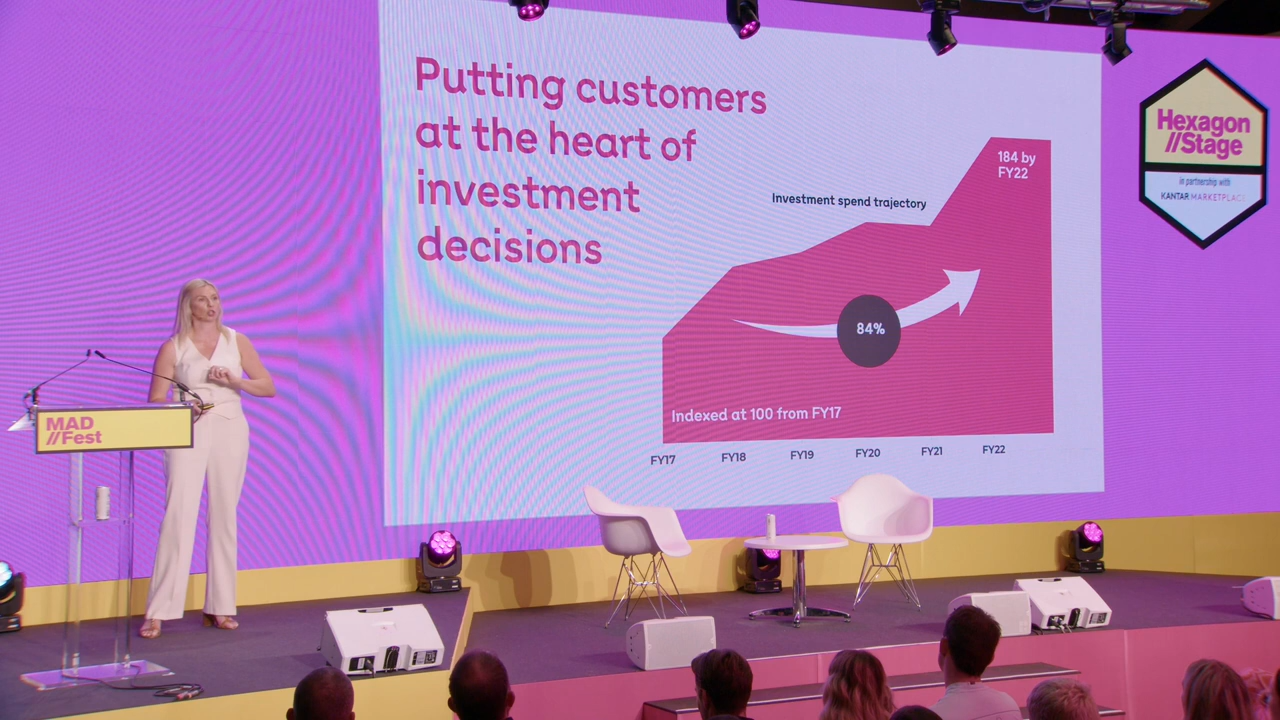 Putting customers
at the heart of
investment
decisions
Investment spend trajectory
184 by
FY22
84%
Indexed at 100 from FY17
FY17
FY18
FY19
FY20
FY21
FY22
Hexagon
//Stage
in partnership with
KANTAR MARKETPLACE
MAD
//Fest